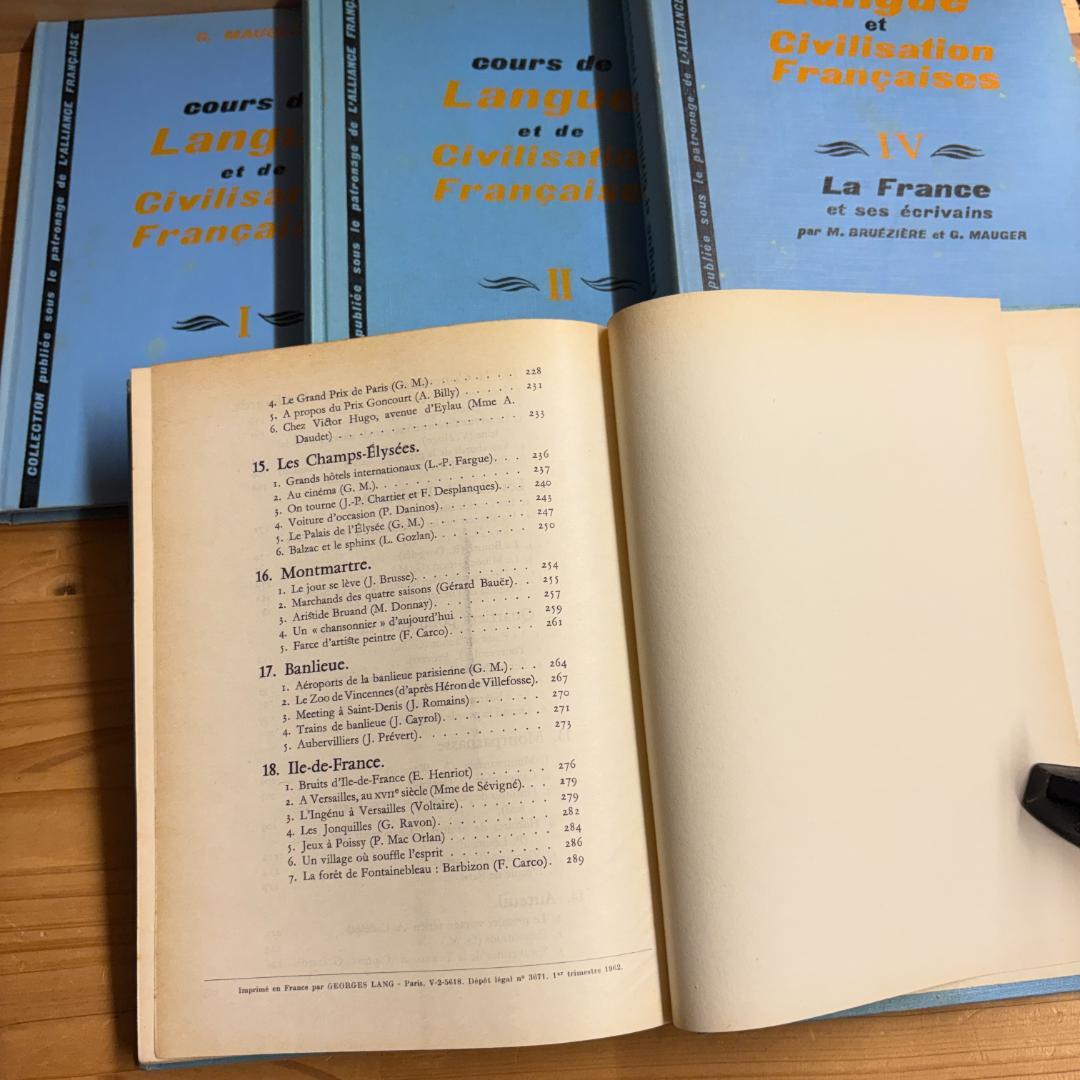 COLLECTION publiée sous le patronage de L'ALLIANCE FRANÇAISE
G. MAUGE
cours d
Lang
et de
Civilisa
Françai
I
publiée sous le patronage de L'ALLIANCE FRANÇ
cours de
Langu
et de
Civilisatio
Française
II
publiée sous le patronage de L'ALLIANCE
Langue
et
Civilisation
Françaises
IV
La France
et ses écrivains
par M. BRUÉZIÈRE et G. MAUGER
4. Le Grand Prix de Paris (G. M.). . . . . . . . 228
5. A propos du Prix Goncourt (A. Billy) . . . . . 231
6. Chez Victor Hugo, avenue d'Eylau (Mme A.
Daudet) . . . . . . . . . . . . . . . 233
15. Les Champs-Élysées.
1. Grands hôtels internationaux (L.-P. Fargue). . . 236
2. Au cinéma (G. M.). . . . . . . . . . . . 237
3. On tourne (J.-P. Chartier et F. Desplanques). . . 240
4. Voiture d'occasion (P. Daninos). . . . . . . . 243
5. Le Palais de l'Élysée (G. M.) . . . . . . . . 247
6. Balzac et le sphinx (L. Gozlan). . . . . . . . 250
16. Montmartre.
1. Le jour se lève (J. Brusse). . . . . . . . . . 254
2. Marchands des quatre saisons (Gérard Bauër). . 255
3. Aristide Bruand (M. Donnay). . . . . . . . . 257
4. Un « chansonnier » d'aujourd'hui . . . . . . . 259
5. Farce d'artiste peintre (F. Carco). . . . . . . . 261
17. Banlieue.
1. Aéroports de la banlieue parisienne (G. M.). . . 264
2. Le Zoo de Vincennes (d'après Héron de Villefosse). 267
3. Meeting à Saint-Denis (J. Romains) . . . . . . 270
4. Trains de banlieue (J. Cayrol). . . . . . . . . 271
5. Aubervilliers (J. Prévert). . . . . . . . . . . 273
18. Ile-de-France.
1. Bruits d'Ile-de-France (E. Henriot) . . . . . . 276
2. A Versailles, au XVIIe siècle (Mme de Sévigné). . 279
3. L'Ingénu à Versailles (Voltaire). . . . . . . . 279
4. Les Jonquilles (G. Ravon). . . . . . . . . . 282
5. Jeux à Poissy (P. Mac Orlan) . . . . . . . . 284
6. Un village où souffle l'esprit . . . . . . . . . 286
7. La forêt de Fontainebleau : Barbizon (F. Carco). 289
Imprimé en France par GEORGES LANG - Paris. V-2-5618. Dépôt légal n° 3671. 1er trimestre 1962.